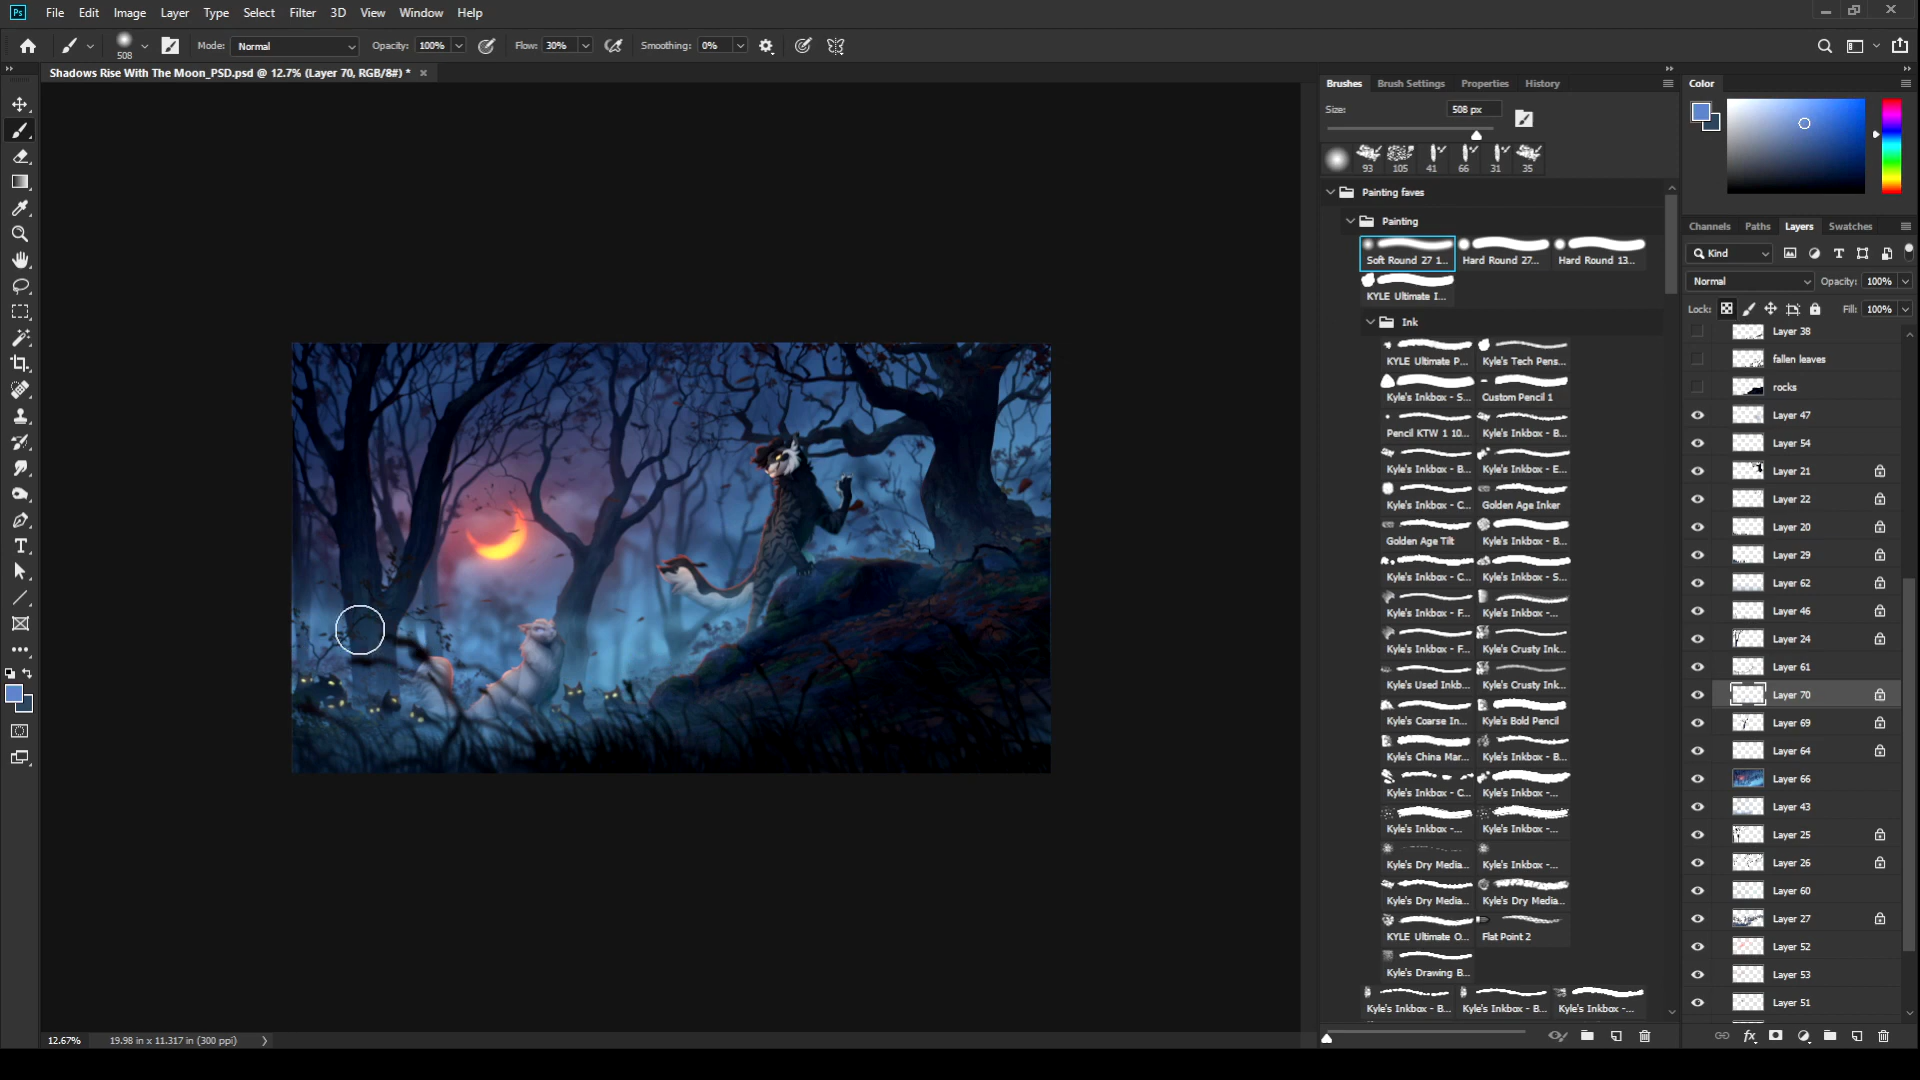 Ps File Edit Image Layer Type Select Filter 3D View Window Help
508 Mode: Normal Opacity: 100% Flow: 30% Smoothing: 0%
Shadows Rise With The Moon_PSD.psd @ 12.7% (Layer 70, RGB/8#) *
Brushes Brush Settings Properties History
Size: 508 px
93 105 41 66 31 35
Painting faves
Painting
Soft Round 27 1... Hard Round 27... Hard Round 13...
KYLE Ultimate I...
Ink
KYLE Ultimate P... Kyle's Tech Pens...
Kyle's Inkbox - S... Custom Pencil 1
Pencil KTW 1 10... Kyle's Inkbox - B...
Kyle's Inkbox - B... Kyle's Inkbox - E...
Kyle's Inkbox - C... Golden Age Inker
Golden Age Tilt Kyle's Inkbox - B...
Kyle's Inkbox - C... Kyle's Inkbox - S...
Kyle's Inkbox - F... Kyle's Inkbox -...
Kyle's Inkbox - F... Kyle's Crusty Ink...
Kyle's Used Inkb... Kyle's Crusty Ink...
Kyle's Coarse In... Kyle's Bold Pencil
Kyle's China Mar... Kyle's Inkbox - B...
Kyle's Inkbox - C... Kyle's Inkbox -...
Kyle's Inkbox -... Kyle's Inkbox -...
Kyle's Dry Media... Kyle's Inkbox -...
Kyle's Dry Media... Kyle's Dry Media...
KYLE Ultimate O... Flat Point 2
Kyle's Drawing B...
Kyle's Inkbox - B... Kyle's Inkbox - B... Kyle's Inkbox -...
Color
Channels Paths Layers Swatches
Kind
Normal Opacity: 100%
Lock: Fill: 100%
Layer 38
fallen leaves
rocks
Layer 47
Layer 54
Layer 21
Layer 22
Layer 20
Layer 29
Layer 62
Layer 46
Layer 24
Layer 61
Layer 70
Layer 69
Layer 64
Layer 66
Layer 43
Layer 25
Layer 26
Layer 60
Layer 27
Layer 52
Layer 53
Layer 51
fx
12.67% 19.98 in x 11.317 in (300 ppi)